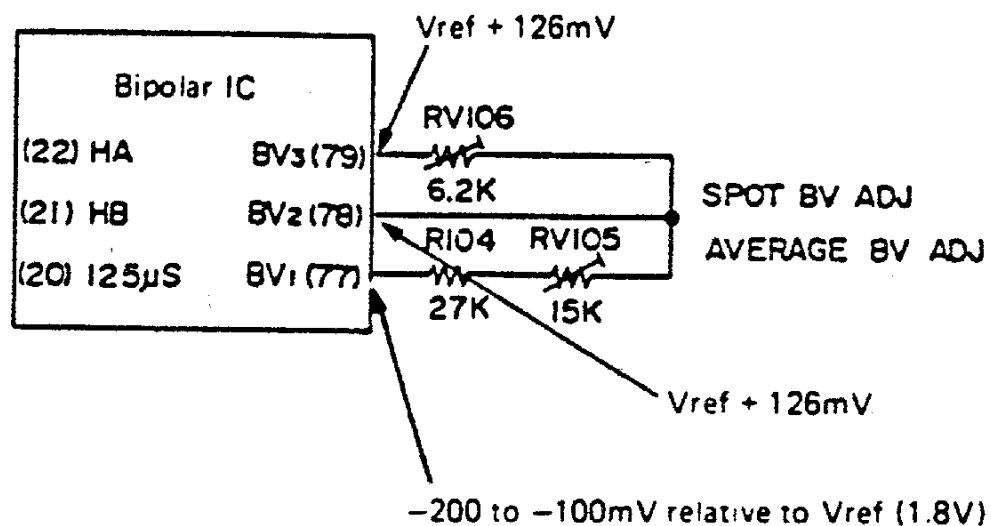 Vref + 126mV
Bipolar IC
RV106
(22) HA
BV3(79)
6.2K
SPOT BV ADJ
(21) HB
BV2(78)
R104
RV105
AVERAGE BV ADJ
(20) 125µS
BV1(77)
27K
15K
Vref + 126mV
-200 to -100mV relative to Vref (1.8V)